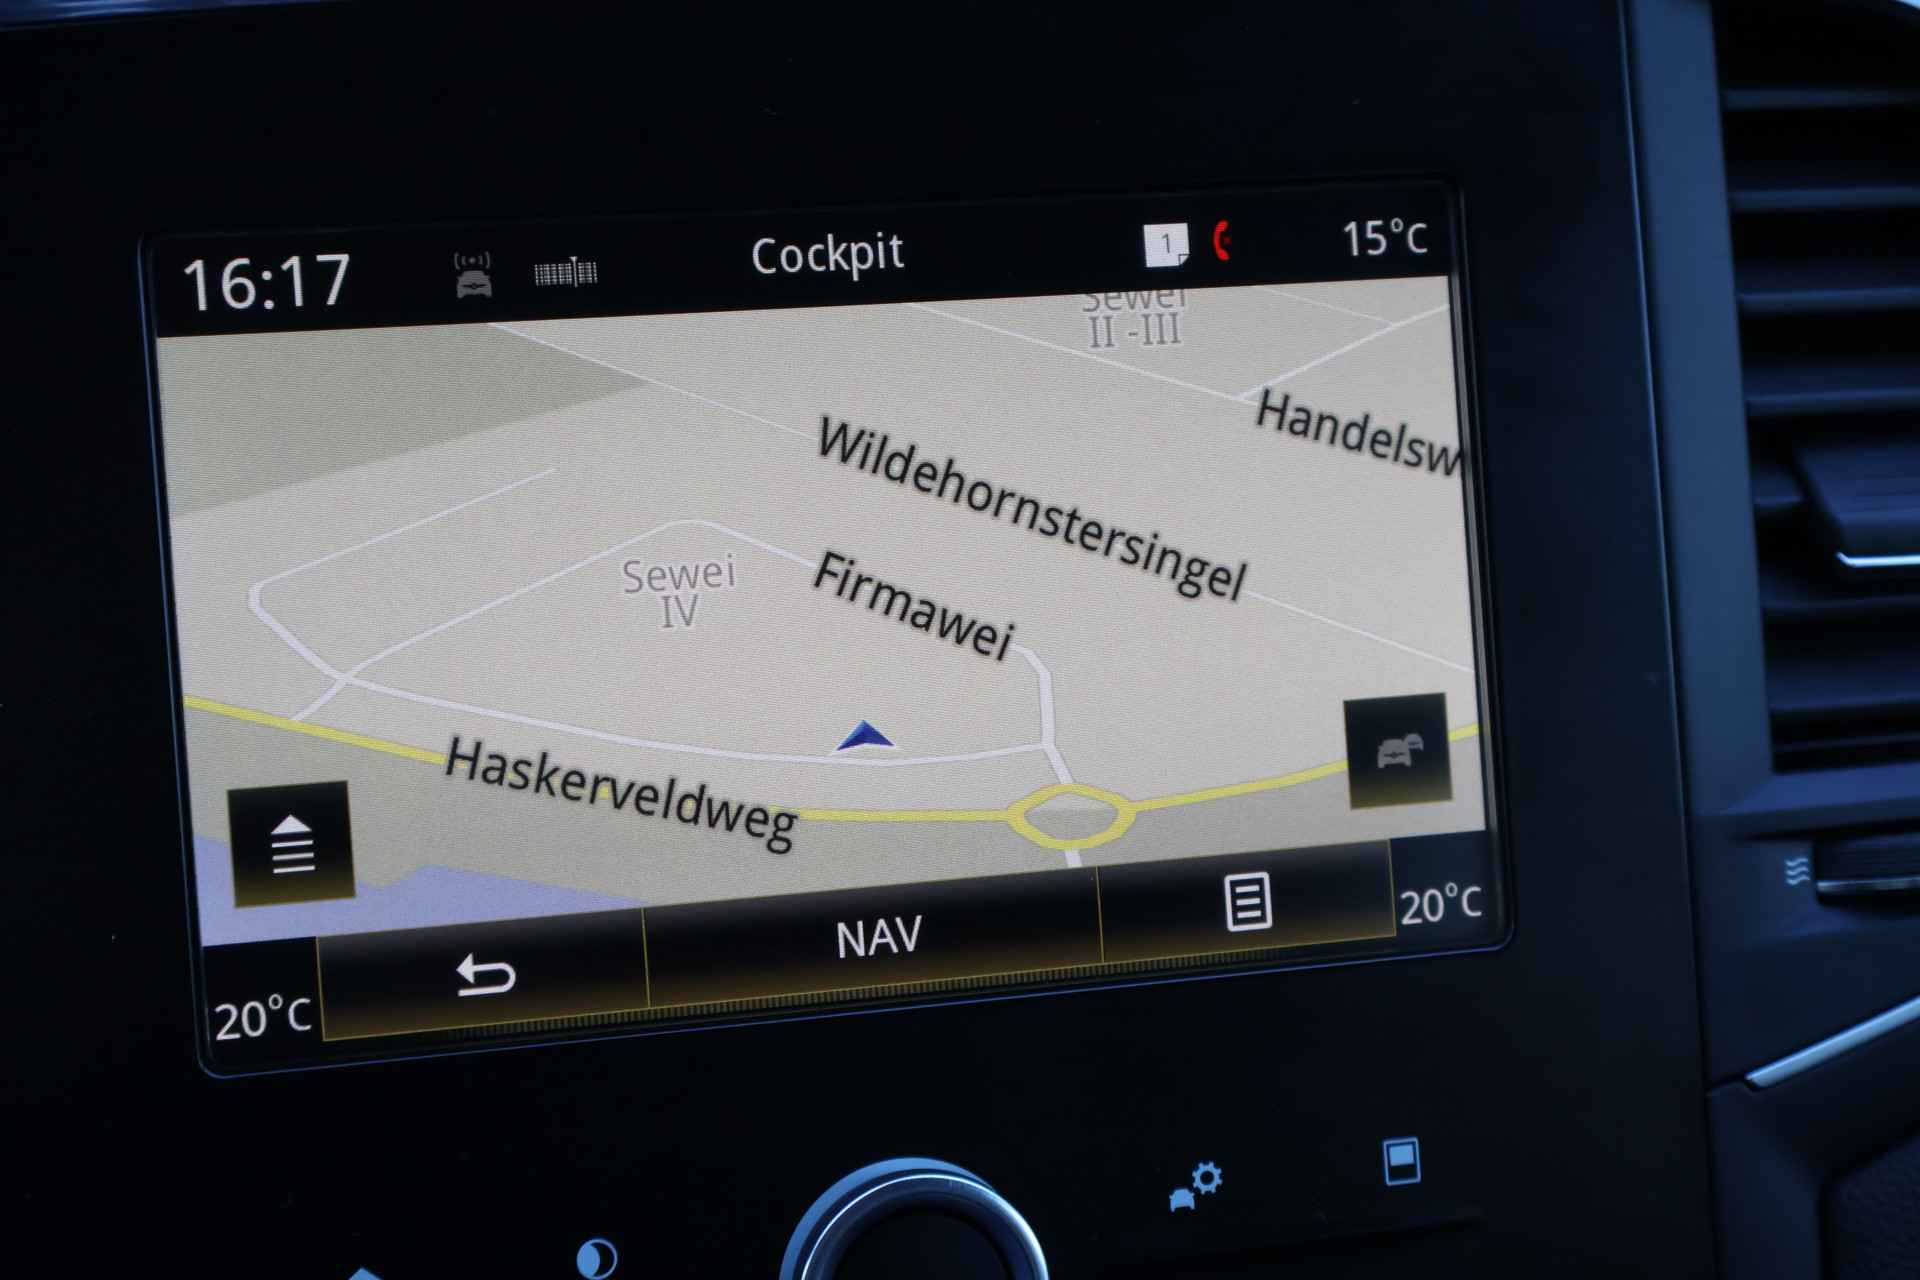 16:17
Cockpit
1
15°C
Sewei
II -III
Handelsw
Wildehornstersingel
Firmawei
Sewei
IV
Haskerveldweg
20°C
NAV
20°C